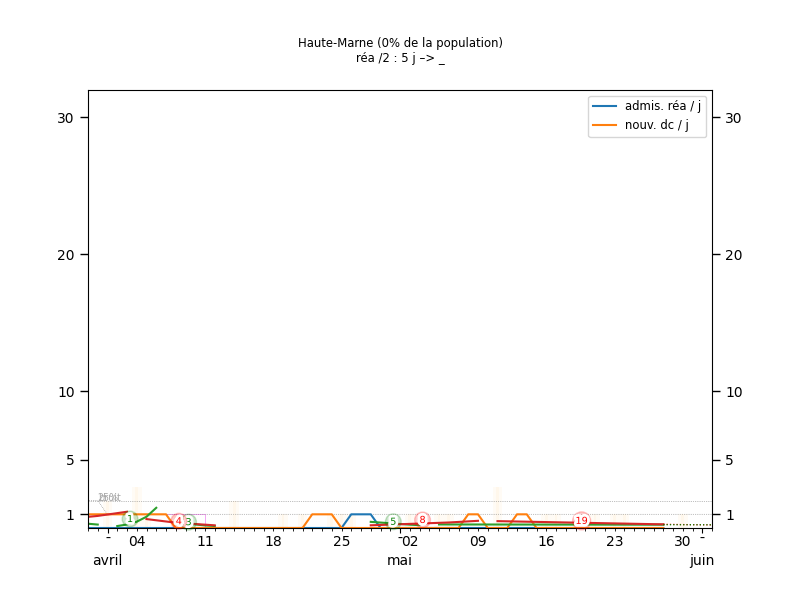 Haute-Marne (0% de la population)
réa /2 : 5 j –> _
admis. réa / j
nouv. dc / j
30 30
20 20
10 10
5 5
1 1
1 4 3 5 8 19
- 04 11 18 25 -02 09 16 23 30 -
avril mai juin